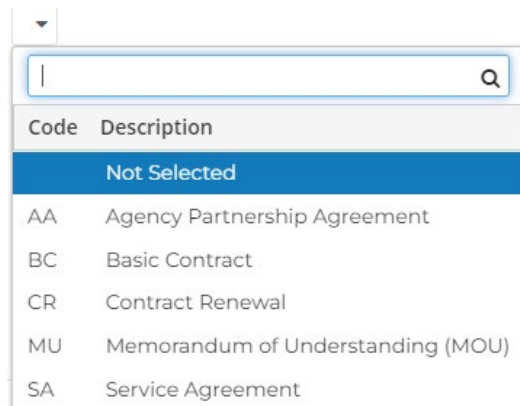 Code Description
Not Selected
AA Agency Partnership Agreement
BC Basic Contract
CR Contract Renewal
MU Memorandum of Understanding (MOU)
SA Service Agreement